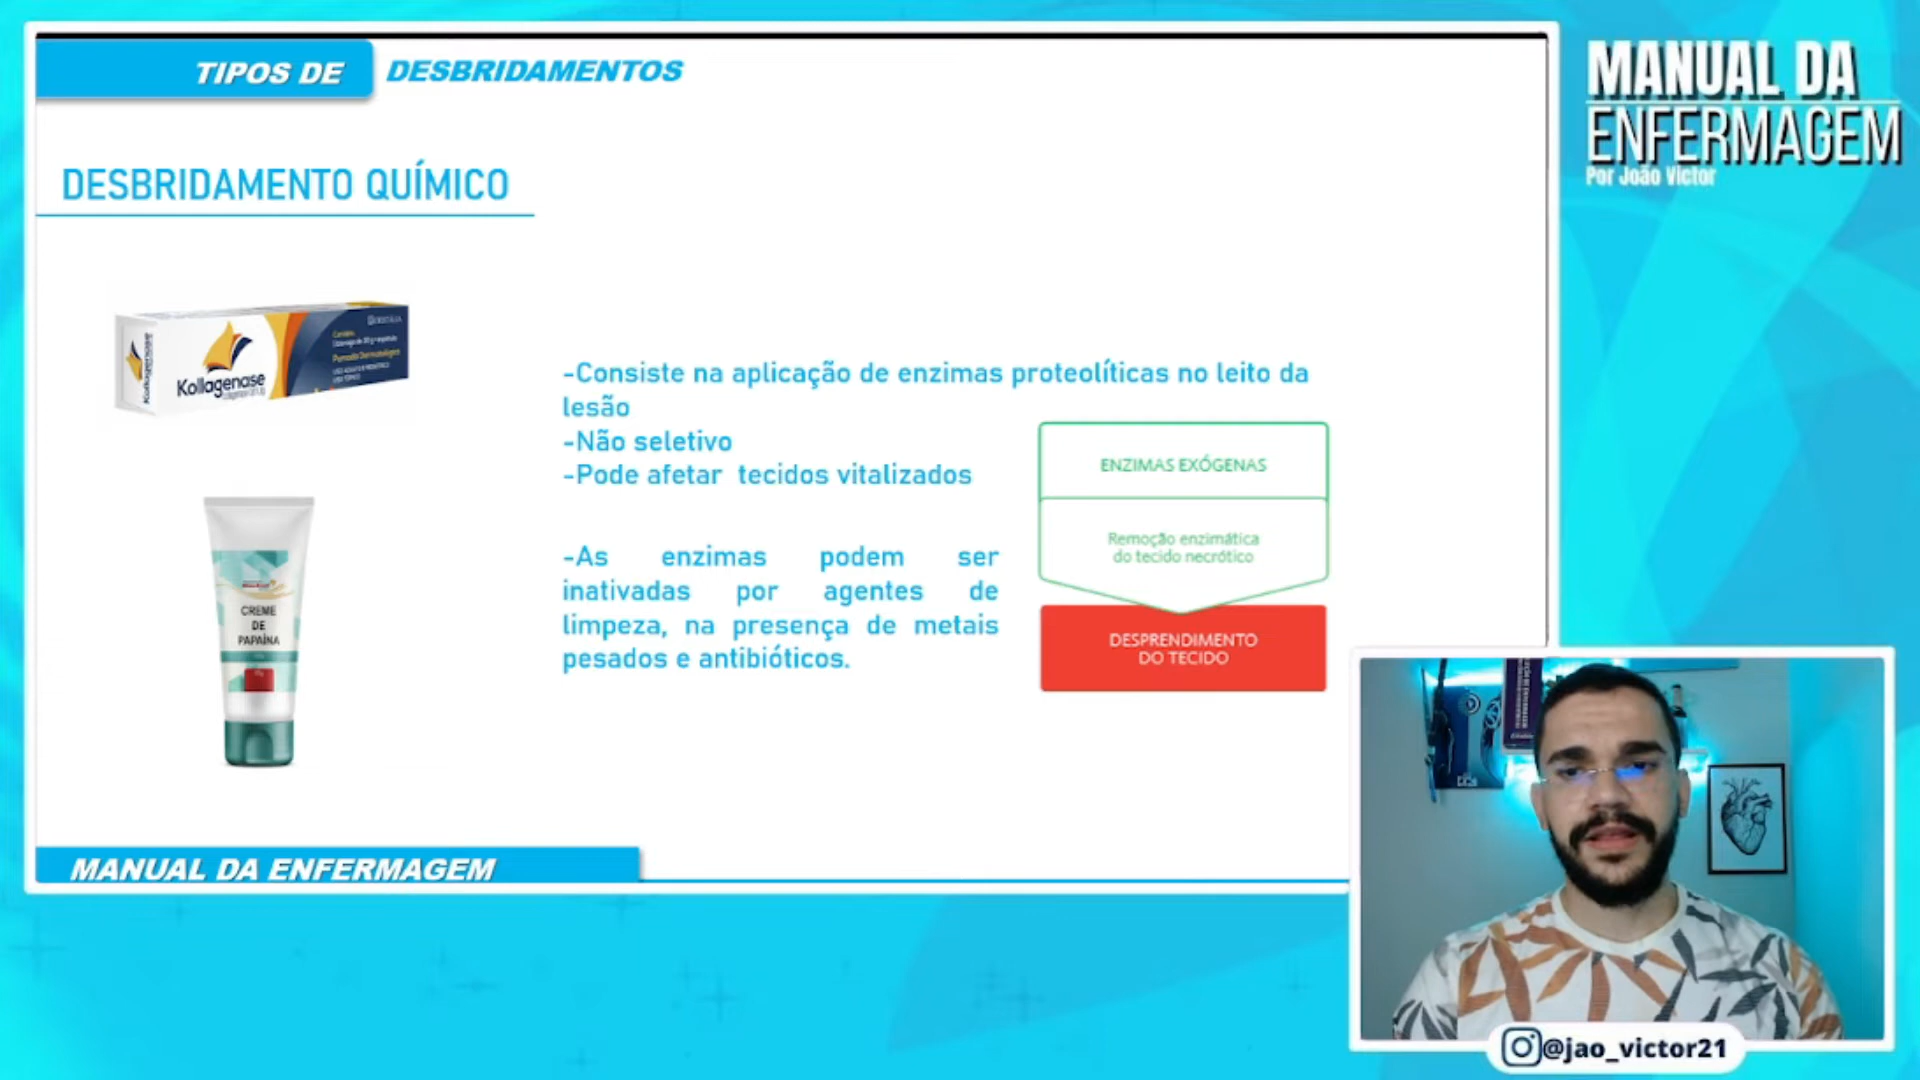 TIPOS DE DESBRIDAMENTOS
MANUAL DA
ENFERMAGEM
Por João Victor
DESBRIDAMENTO QUÍMICO
Kollagenase
Kollagenase
-Consiste na aplicação de enzimas proteolíticas no leito da
lesão
-Não seletivo
-Pode afetar tecidos vitalizados
-As enzimas podem ser
inativadas por agentes de
limpeza, na presença de metais
pesados e antibióticos.
ENZIMAS EXÓGENAS
Remoção enzimática
do tecido necrótico
DESPRENDIMENTO
DO TECIDO
CREME
DE
PAPAÍNA
MANUAL DA ENFERMAGEM
@jao_victor21